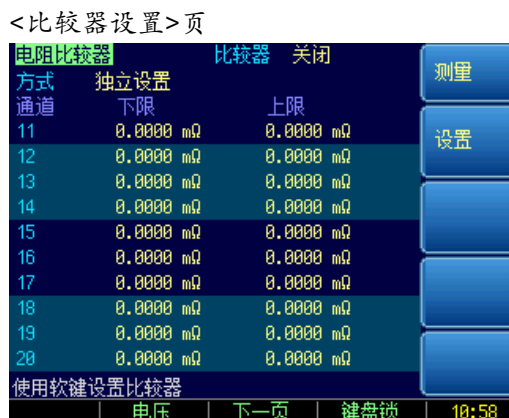 <比较器设置>页
电阻比较器 比较器 关闭 测量
方式 独立设置
通道 下限 上限
11 0.0000 mΩ 0.0000 mΩ 设置
12 0.0000 mΩ 0.0000 mΩ
13 0.0000 mΩ 0.0000 mΩ
14 0.0000 mΩ 0.0000 mΩ
15 0.0000 mΩ 0.0000 mΩ
16 0.0000 mΩ 0.0000 mΩ
17 0.0000 mΩ 0.0000 mΩ
18 0.0000 mΩ 0.0000 mΩ
19 0.0000 mΩ 0.0000 mΩ
20 0.0000 mΩ 0.0000 mΩ
使用软键设置比较器
电压 下一页 键盘锁 10:58